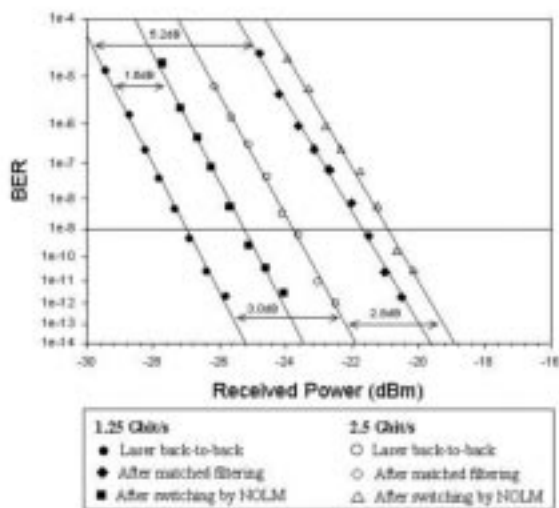 1e-4
1e-5
1e-6
1e-7
1e-8
1e-9
1e-10
1e-11
1e-12
1e-13
1e-14
BER
5.2dB
1.8dB
3.0dB
2.8dB
-30 -28 -26 -24 -22 -20 -18 -16
Received Power (dBm)
1.25 Gbit/s 2.5 Gbit/s
Laser back-to-back Laser back-to-back
After matched filtering After matched filtering
After switching by NOLM After switching by NOLM